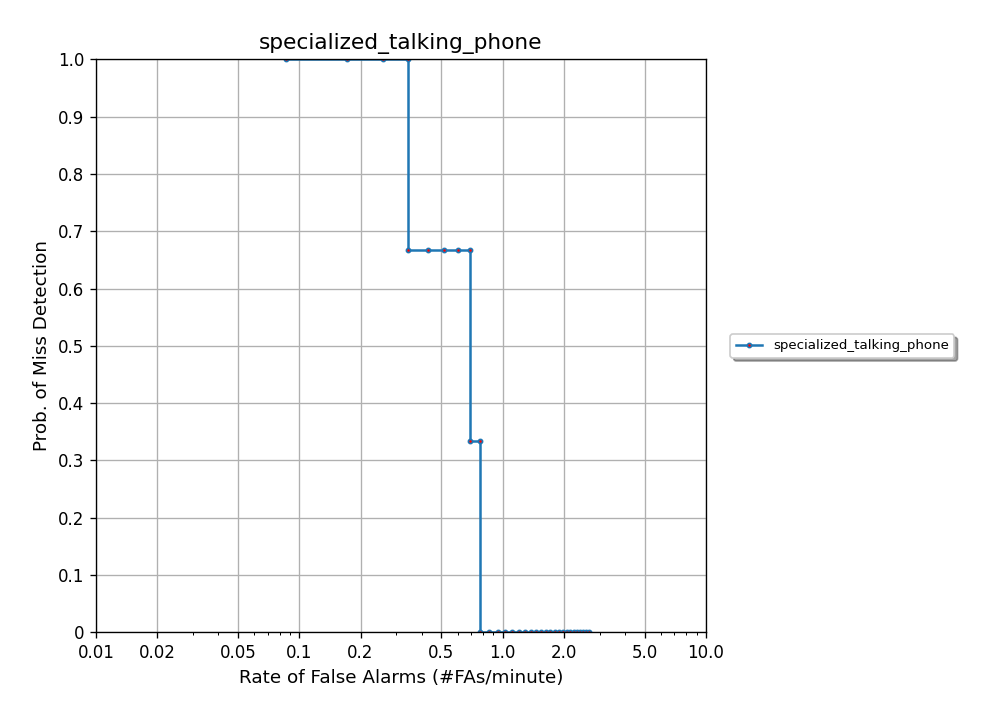 specialized_talking_phone
1.0
0.9
0.8
0.7
0.6
0.5
0.4
0.3
0.2
0.1
0
Prob. of Miss Detection
0.01 0.02 0.05 0.1 0.2 0.5 1.0 2.0 5.0 10.0
Rate of False Alarms (#FAs/minute)
specialized_talking_phone